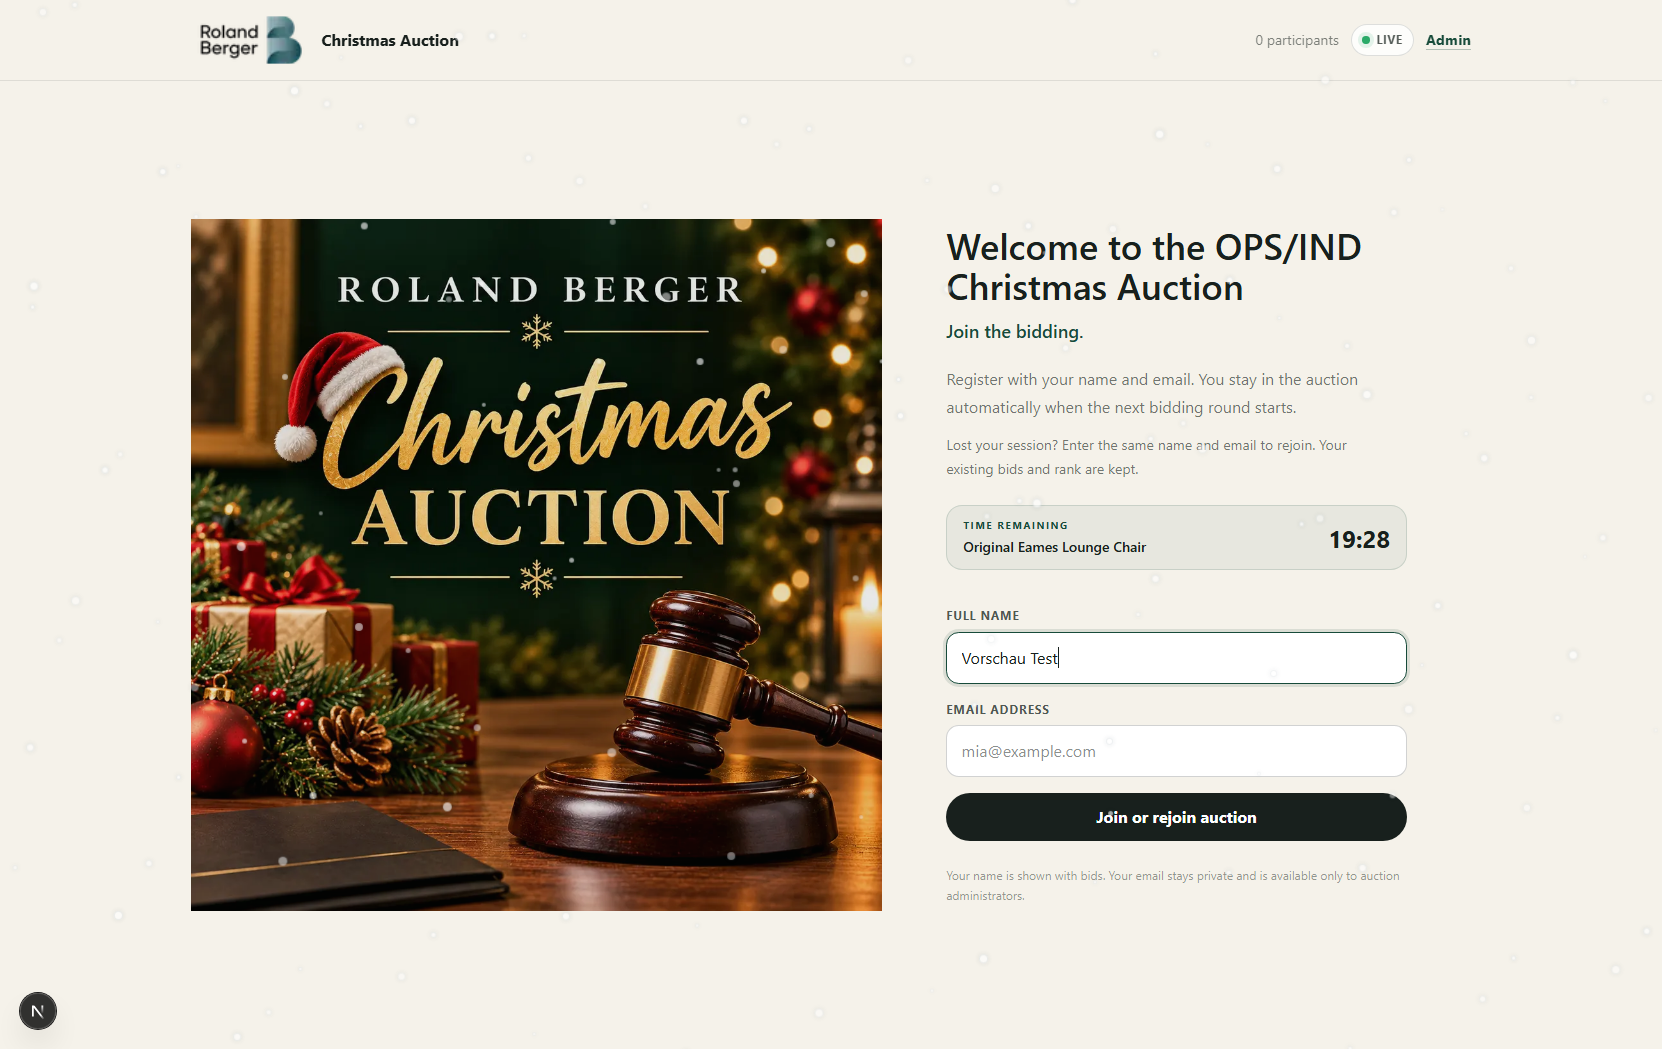 Roland
Berger
Christmas Auction
0 participants
LIVE
Admin
ROLAND BERGER
Christmas
AUCTION
Welcome to the OPS/IND
Christmas Auction
Join the bidding.
Register with your name and email. You stay in the auction
automatically when the next bidding round starts.
Lost your session? Enter the same name and email to rejoin. Your
existing bids and rank are kept.
TIME REMAINING
Original Eames Lounge Chair
19:28
FULL NAME
Vorschau Test
EMAIL ADDRESS
mia@example.com
Join or rejoin auction
Your name is shown with bids. Your email stays private and is available only to auction
administrators.
N